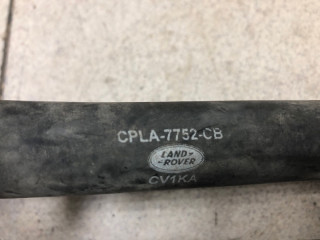 CPLA-7752-CB
LAND-
-ROVER
CV1KA